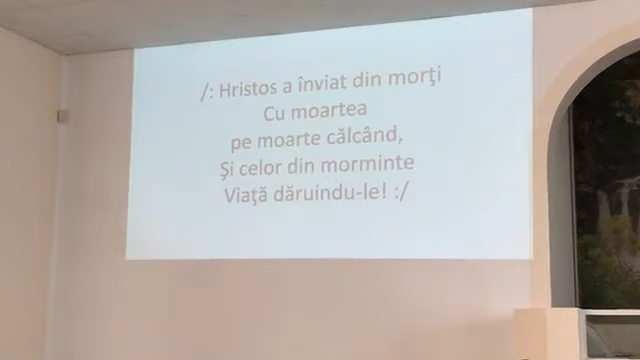 /: Hristos a înviat din morţi
Cu moartea
pe moarte călcând,
Şi celor din morminte
Viaţă dăruindu-le! :/